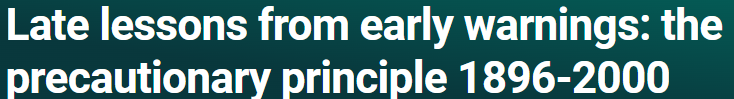 Late lessons from early warnings: the
precautionary principle 1896-2000